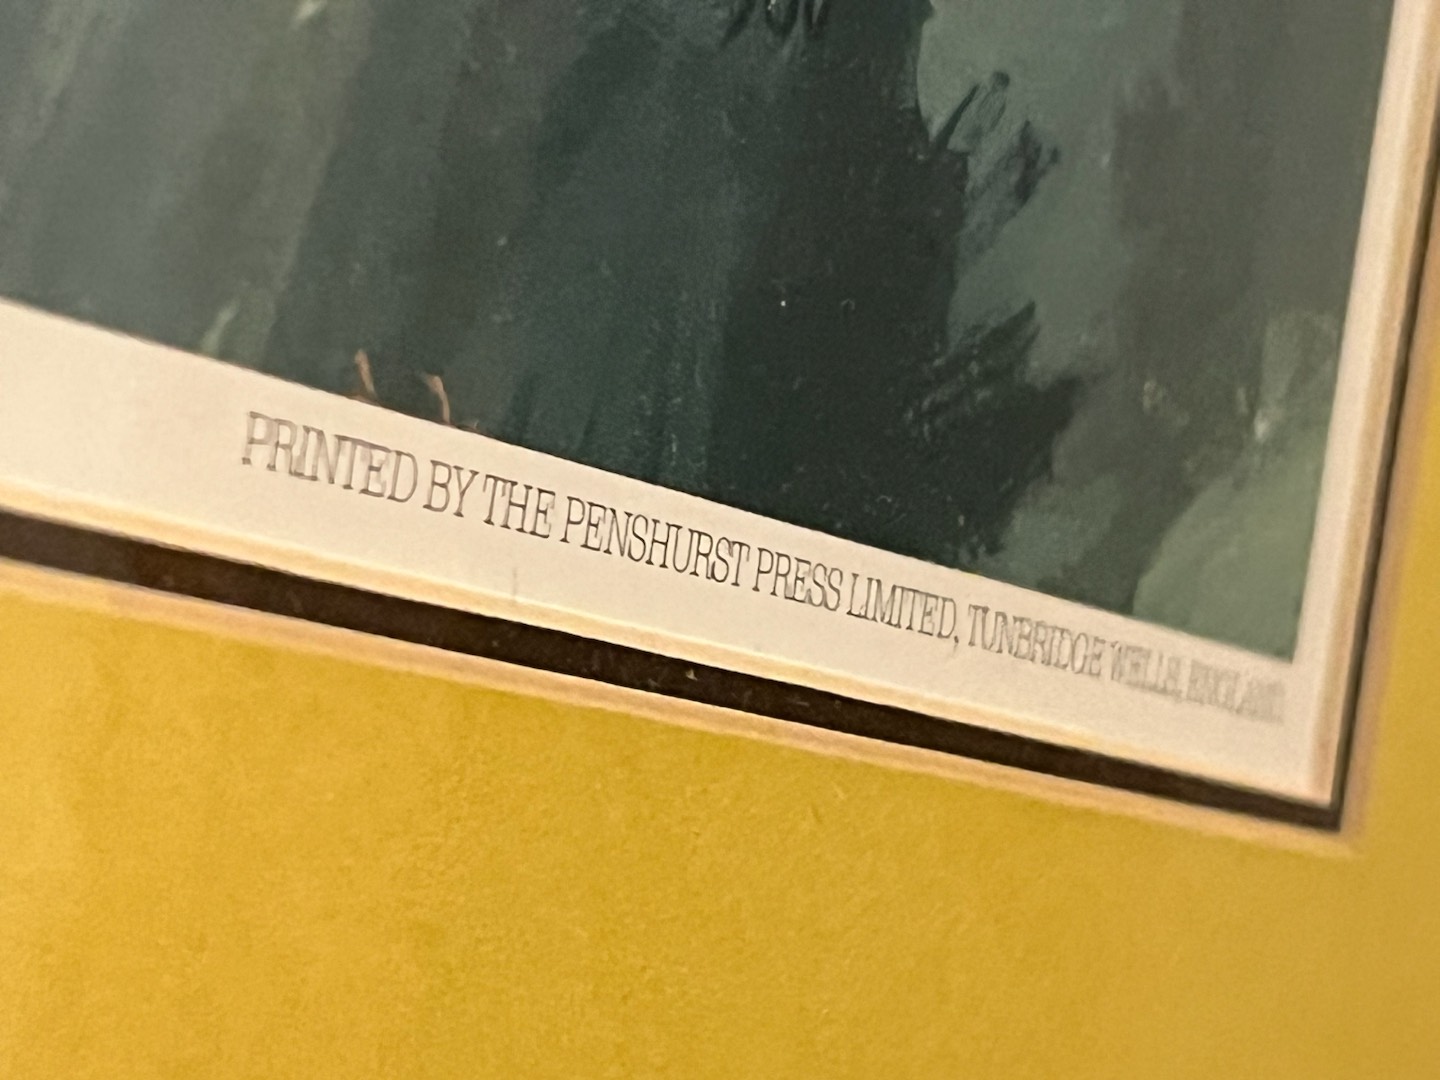 PRINTED BY THE PENSHURST PRESS LIMITED, TUNBRIDGE WELLS, ENGLAND